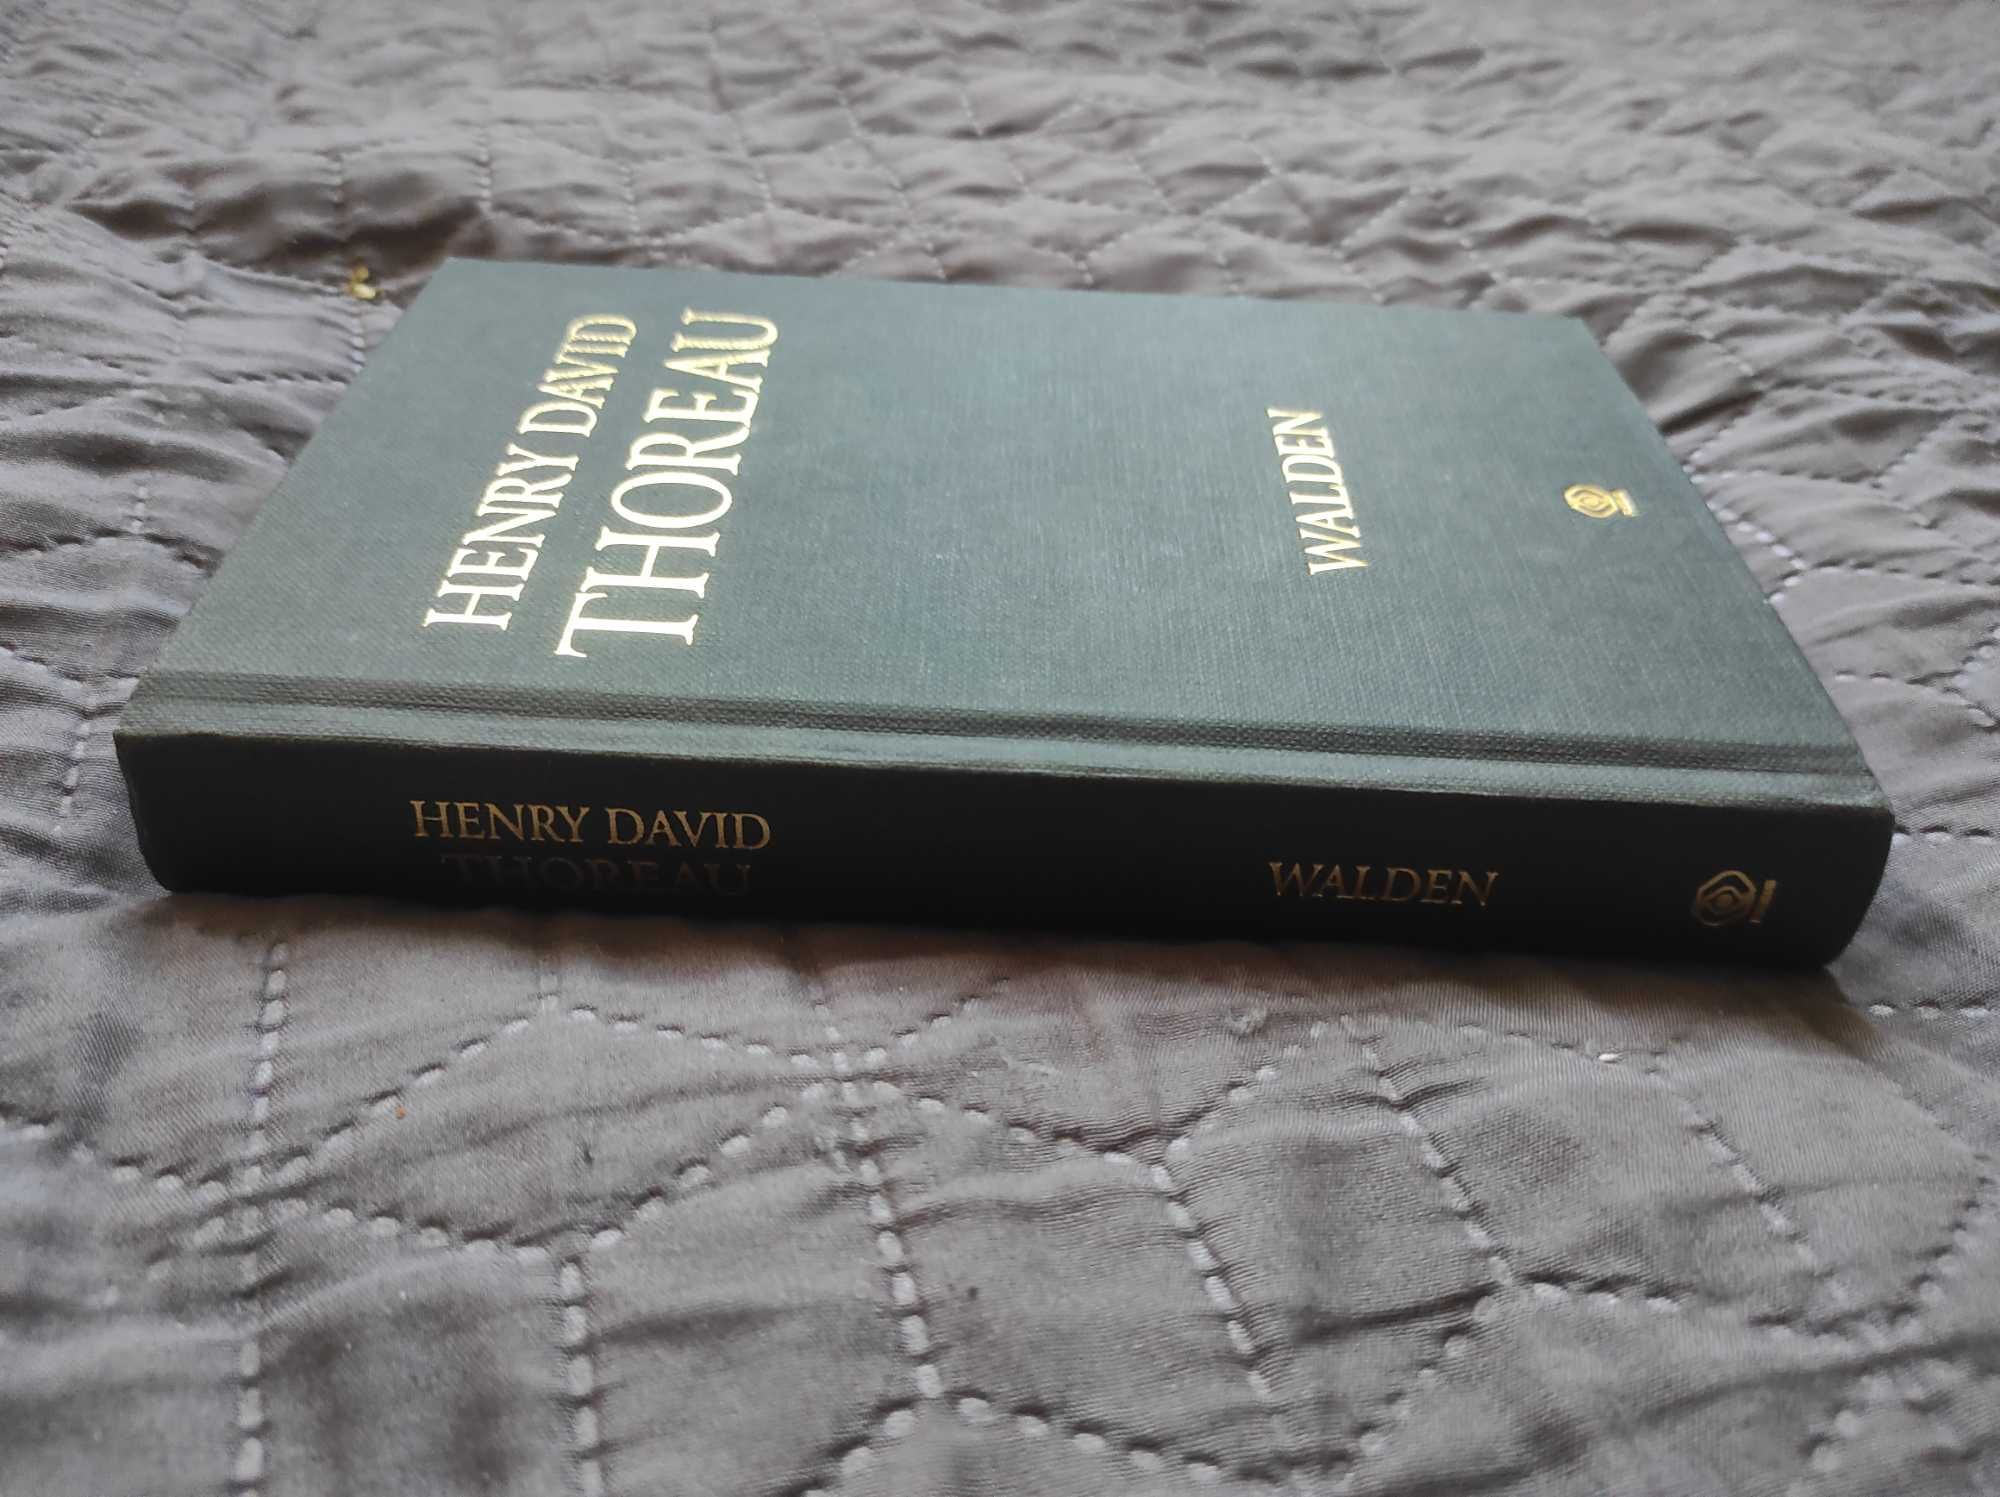 HENRY DAVID
THOREAU
WALDEN
HENRY DAVID
THOREAU
WALDEN